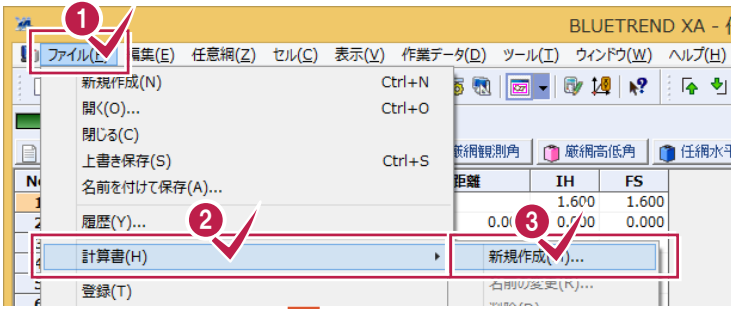 1
BLUETREND XA -
ファイル(F) 編集(E) 任意網(Z) セル(C) 表示(V) 作業データ(D) ツール(T) ウィンドウ(W) ヘルプ(H)
新規作成(N) Ctrl+N
開く(O)... Ctrl+O
閉じる(C)
上書き保存(S) Ctrl+S
名前を付けて保存(A)...
履歴(Y)...
計算書(H)
登録(T)
厳網観測角 厳網高低角 任網水平
距離 IH FS
1.600 1.600
0.000 0.000
2
3
新規作成(N)...
名前の変更(R)...